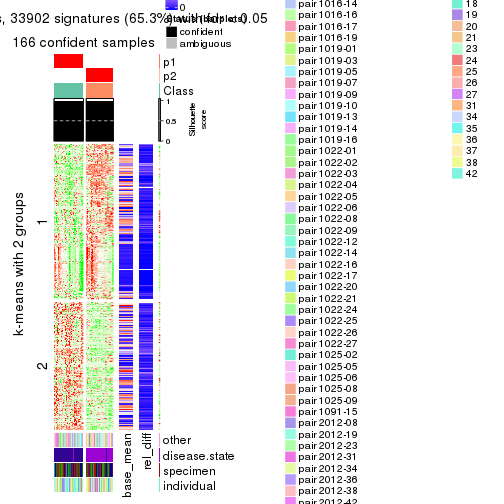 , 33902 signatures (65.3%) with fdr < 0.05
0
confident
ambiguous
166 confident samples
p1
p2
Class
1
0.5
0
Silhouette
score
k-means with 2 groups
1
2
base_mean
rel_diff
other
disease.state
specimen
individual
pair1016-14
pair1016-16
pair1016-17
pair1016-19
pair1019-01
pair1019-03
pair1019-05
pair1019-07
pair1019-09
pair1019-10
pair1019-13
pair1019-14
pair1019-16
pair1022-01
pair1022-02
pair1022-03
pair1022-04
pair1022-05
pair1022-06
pair1022-08
pair1022-09
pair1022-12
pair1022-14
pair1022-16
pair1022-17
pair1022-20
pair1022-21
pair1022-24
pair1022-25
pair1022-26
pair1022-27
pair1025-02
pair1025-05
pair1025-06
pair1025-08
pair1025-09
pair1091-15
pair2012-08
pair2012-19
pair2012-23
pair2012-31
pair2012-34
pair2012-36
pair2012-38
pair2012-42
18
19
20
21
23
24
25
26
27
31
34
35
36
37
38
42